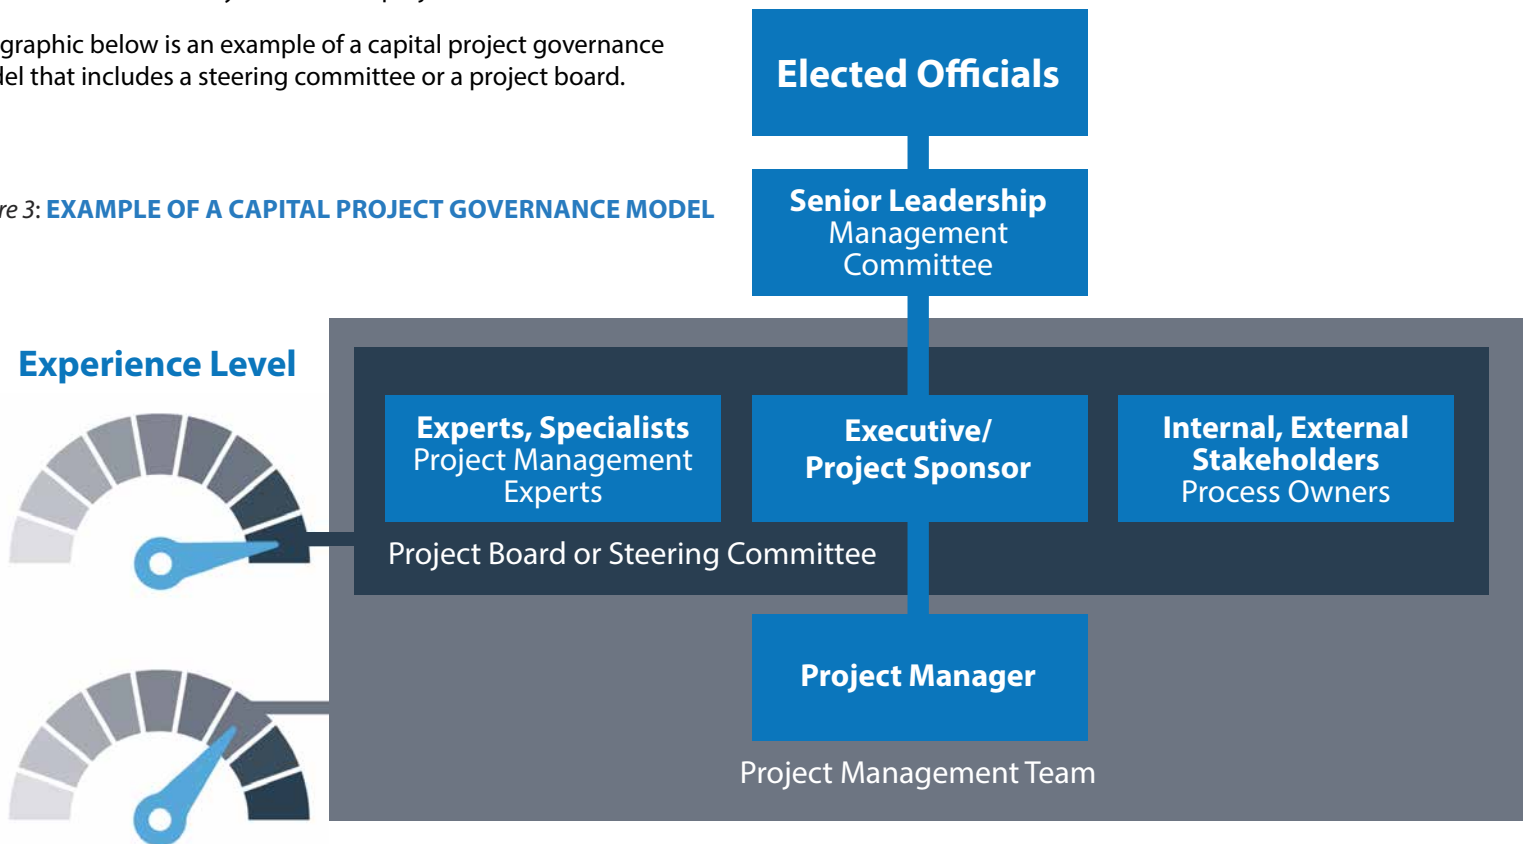 graphic below is an example of a capital project governance
del that includes a steering committee or a project board.
re 3: EXAMPLE OF A CAPITAL PROJECT GOVERNANCE MODEL
Elected Officials
Senior Leadership
Management
Committee
Experience Level
Experts, Specialists
Project Management
Experts
Executive/
Project Sponsor
Internal, External
Stakeholders
Process Owners
Project Board or Steering Committee
Project Manager
Project Management Team